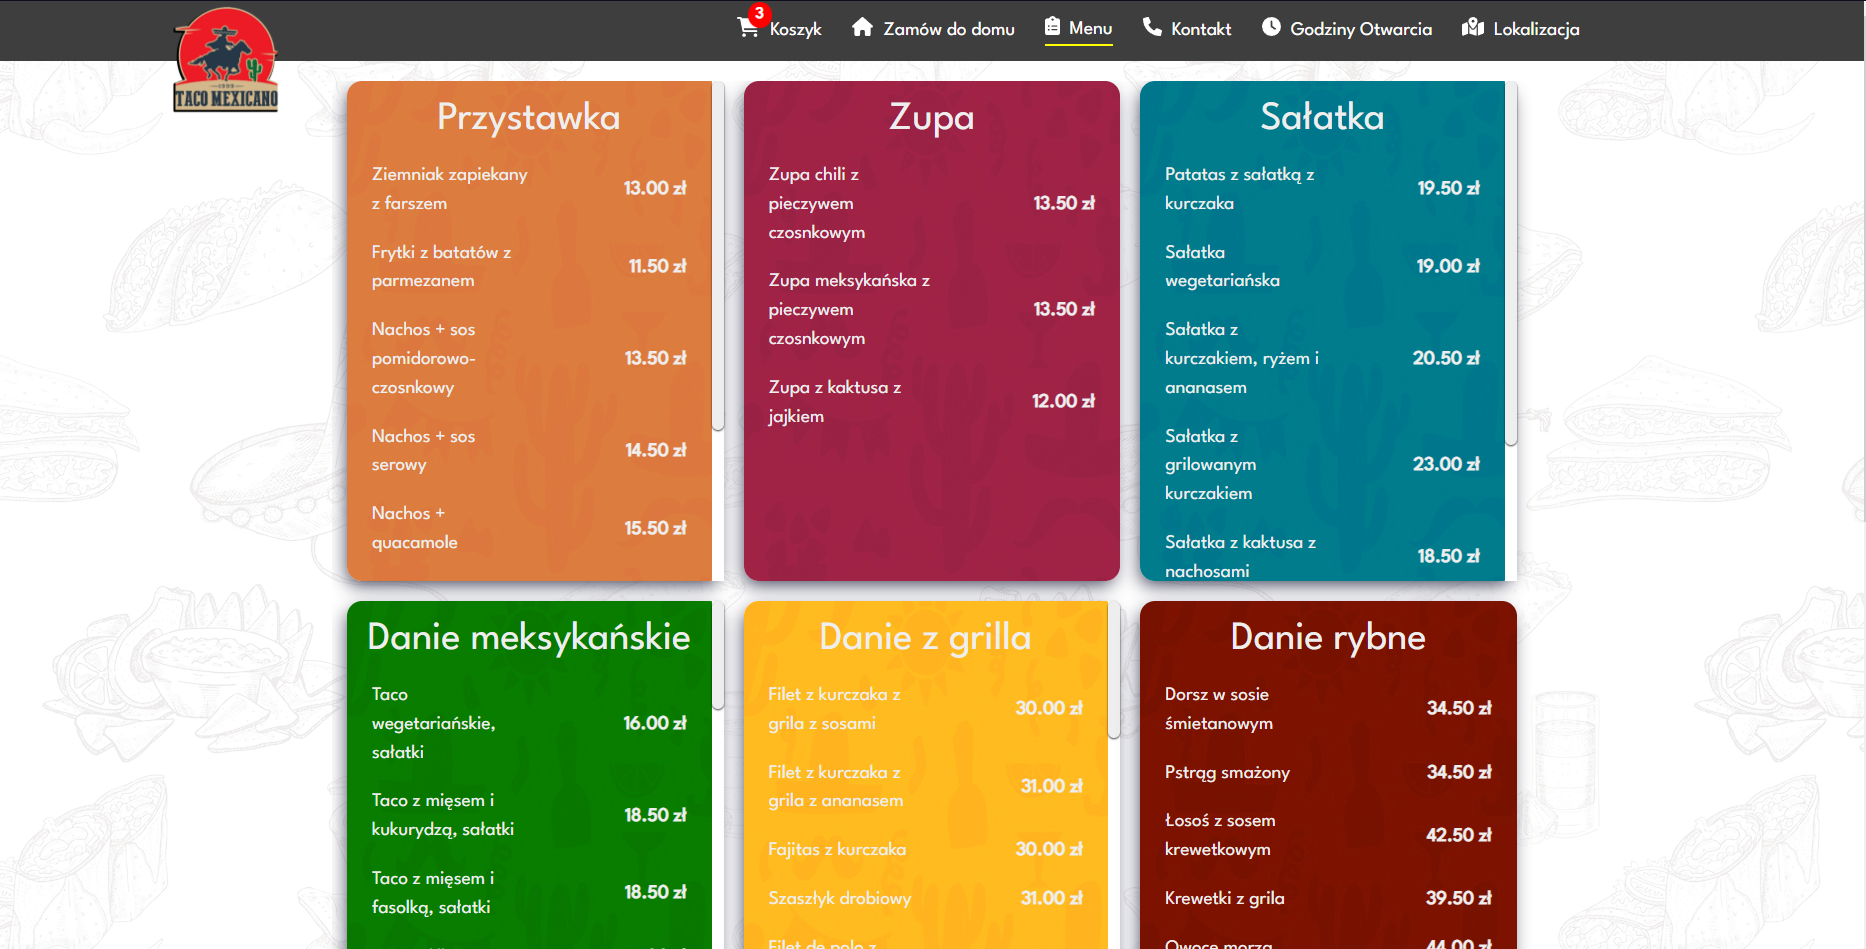 3
Koszyk
Zamów do domu
Menu
Kontakt
Godziny Otwarcia
Lokalizacja
TACO MEXICANO
Przystawka
Ziemniak zapiekany
z farszem
13.00 zł
Frytki z batatów z
parmezanem
11.50 zł
Nachos + sos
pomidorowo-
czosnkowy
13.50 zł
Nachos + sos
serowy
14.50 zł
Nachos +
quacamole
15.50 zł
Zupa
Zupa chili z
pieczywem
czosnkowym
13.50 zł
Zupa meksykańska z
pieczywem
czosnkowym
13.50 zł
Zupa z kaktusa z
jajkiem
12.00 zł
Sałatka
Patatas z sałatką z
kurczaka
19.50 zł
Sałatka
wegetariańska
19.00 zł
Sałatka z
kurczakiem, ryżem i
ananasem
20.50 zł
Sałatka z
grilowanym
kurczakiem
23.00 zł
Sałatka z kaktusa z
nachosami
18.50 zł
Danie meksykańskie
Taco
wegetariańskie,
sałatki
16.00 zł
Taco z mięsem i
kukurydzą, sałatki
18.50 zł
Taco z mięsem i
fasolką, sałatki
18.50 zł
Danie z grilla
Filet z kurczaka z
grila z sosami
30.00 zł
Filet z kurczaka z
grila z ananasem
31.00 zł
Fajitas z kurczaka
30.00 zł
Szaszłyk drobiowy
31.00 zł
Filet de polo z
Danie rybne
Dorsz w sosie
śmietanowym
34.50 zł
Pstrąg smażony
34.50 zł
Łosoś z sosem
krewetkowym
42.50 zł
Krewetki z grila
39.50 zł
Owoce morza
44.00 zł